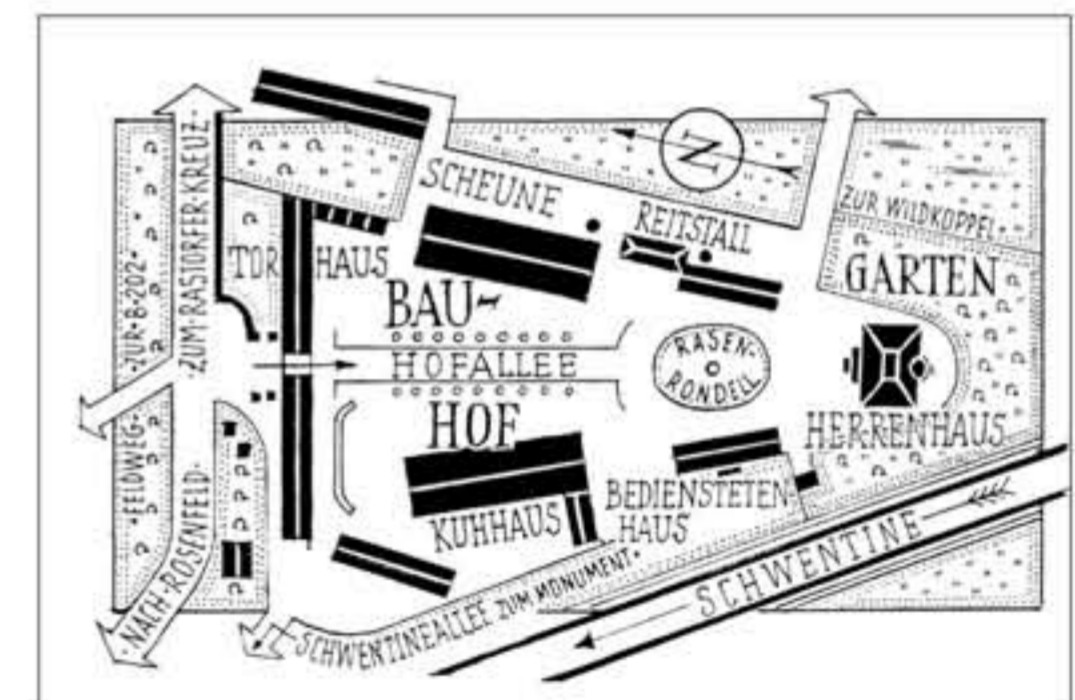 ZUR·B·202·
FELDWEG·
ZUM·RASTORFER·KREUZ·
·NACH·ROSENFELD·
SCHEUNE
N
REITSTALL
ZUR WILDKOPPEL
GARTEN
TOR HAUS
BAU-
HOFALLEE
HOF
RASEN-
RONDELL
HERRENHAUS
KUHHAUS
BEDIENSTETEN-
HAUS
SCHWENTINEALLEE ZUM MONUMENT·
SCHWENTINE